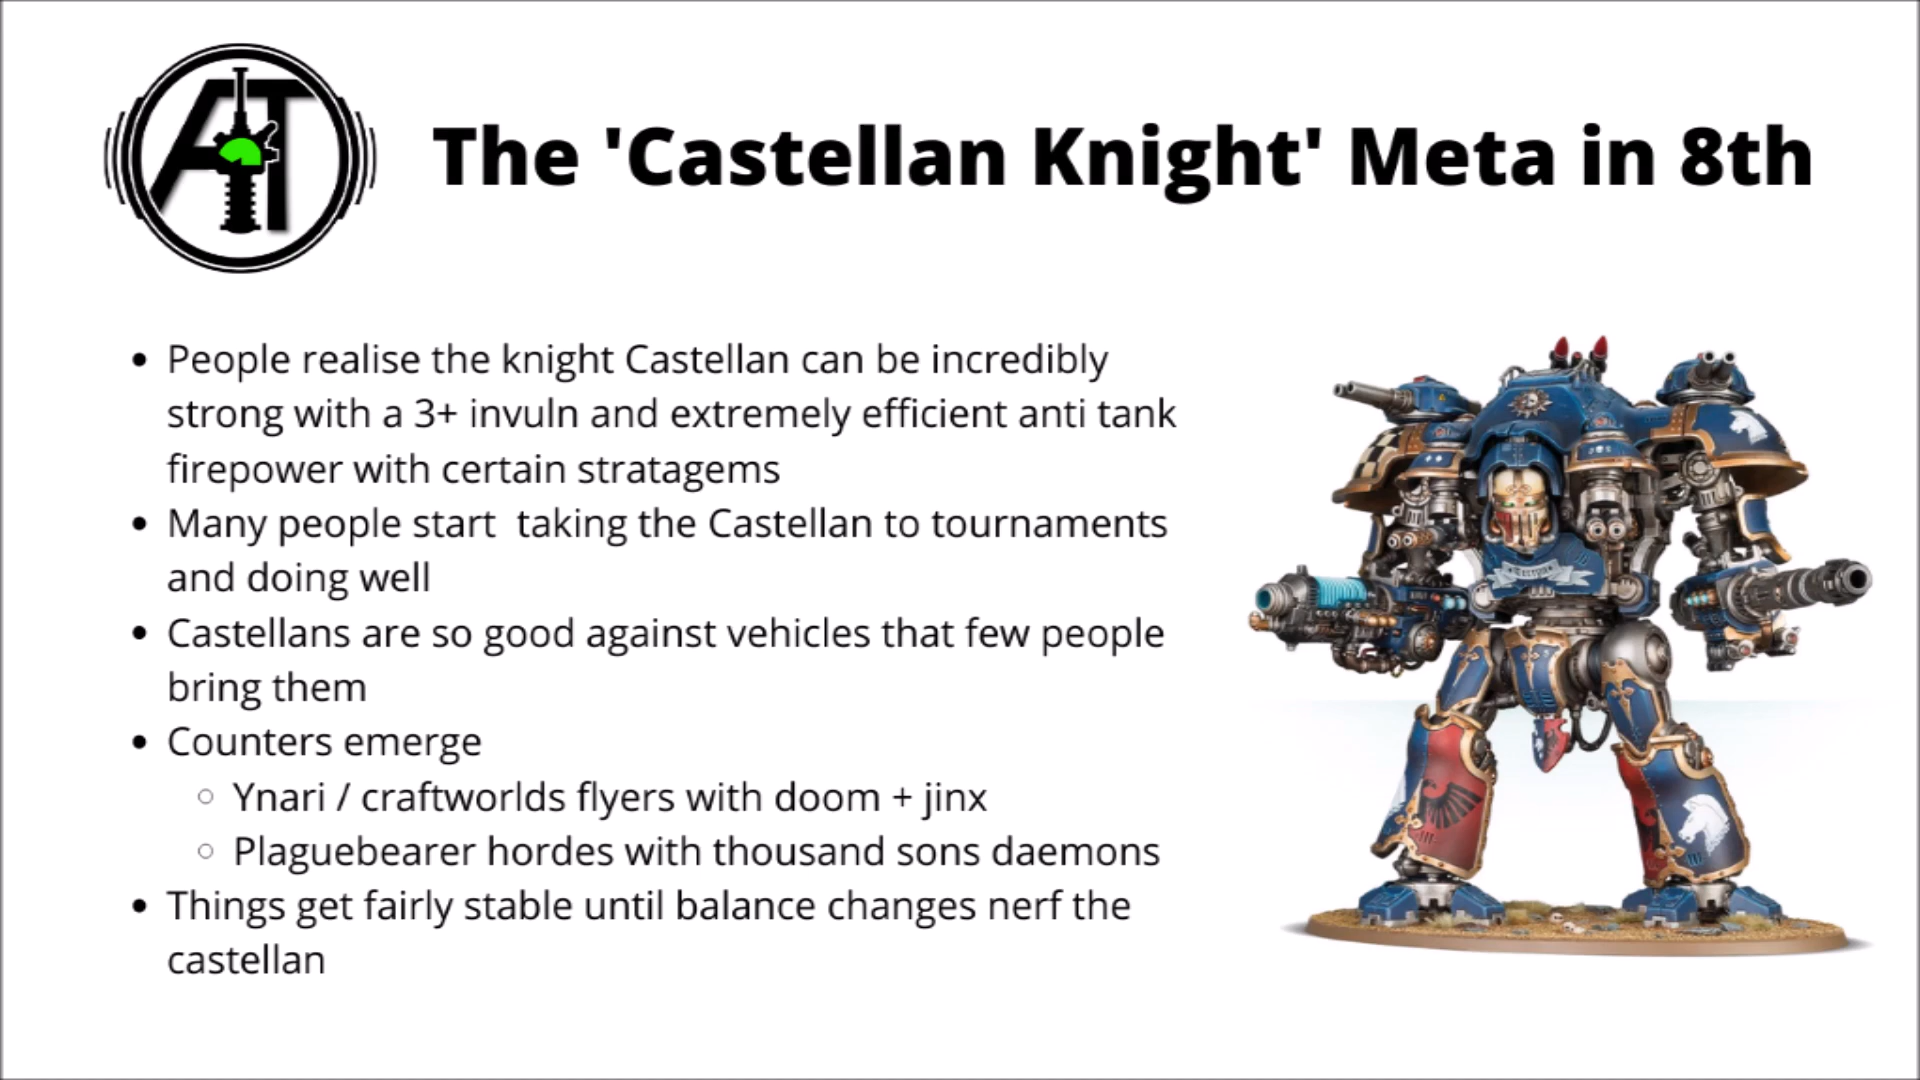 AT
The 'Castellan Knight' Meta in 8th
• People realise the knight Castellan can be incredibly
strong with a 3+ invuln and extremely efficient anti tank
firepower with certain stratagems
• Many people start  taking the Castellan to tournaments
and doing well
• Castellans are so good against vehicles that few people
bring them
• Counters emerge
○ Ynari / craftworlds flyers with doom + jinx
○ Plaguebearer hordes with thousand sons daemons
• Things get fairly stable until balance changes nerf the
castellan